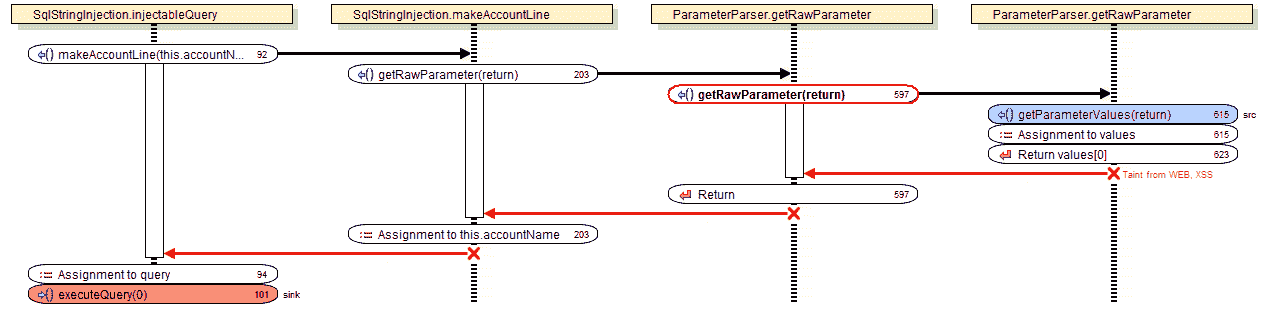 SqlStringInjection.injectableQuery
SqlStringInjection.makeAccountLine
ParameterParser.getRawParameter
ParameterParser.getRawParameter
makeAccountLine(this.accountN... 92
getRawParameter(return) 203
getRawParameter(return) 597
getParameterValues(return) 615 src
Assignment to values 615
Return values[0] 623
Taint from WEB, XSS
Return 597
Assignment to this.accountName 203
Assignment to query 94
executeQuery(0) 101 sink